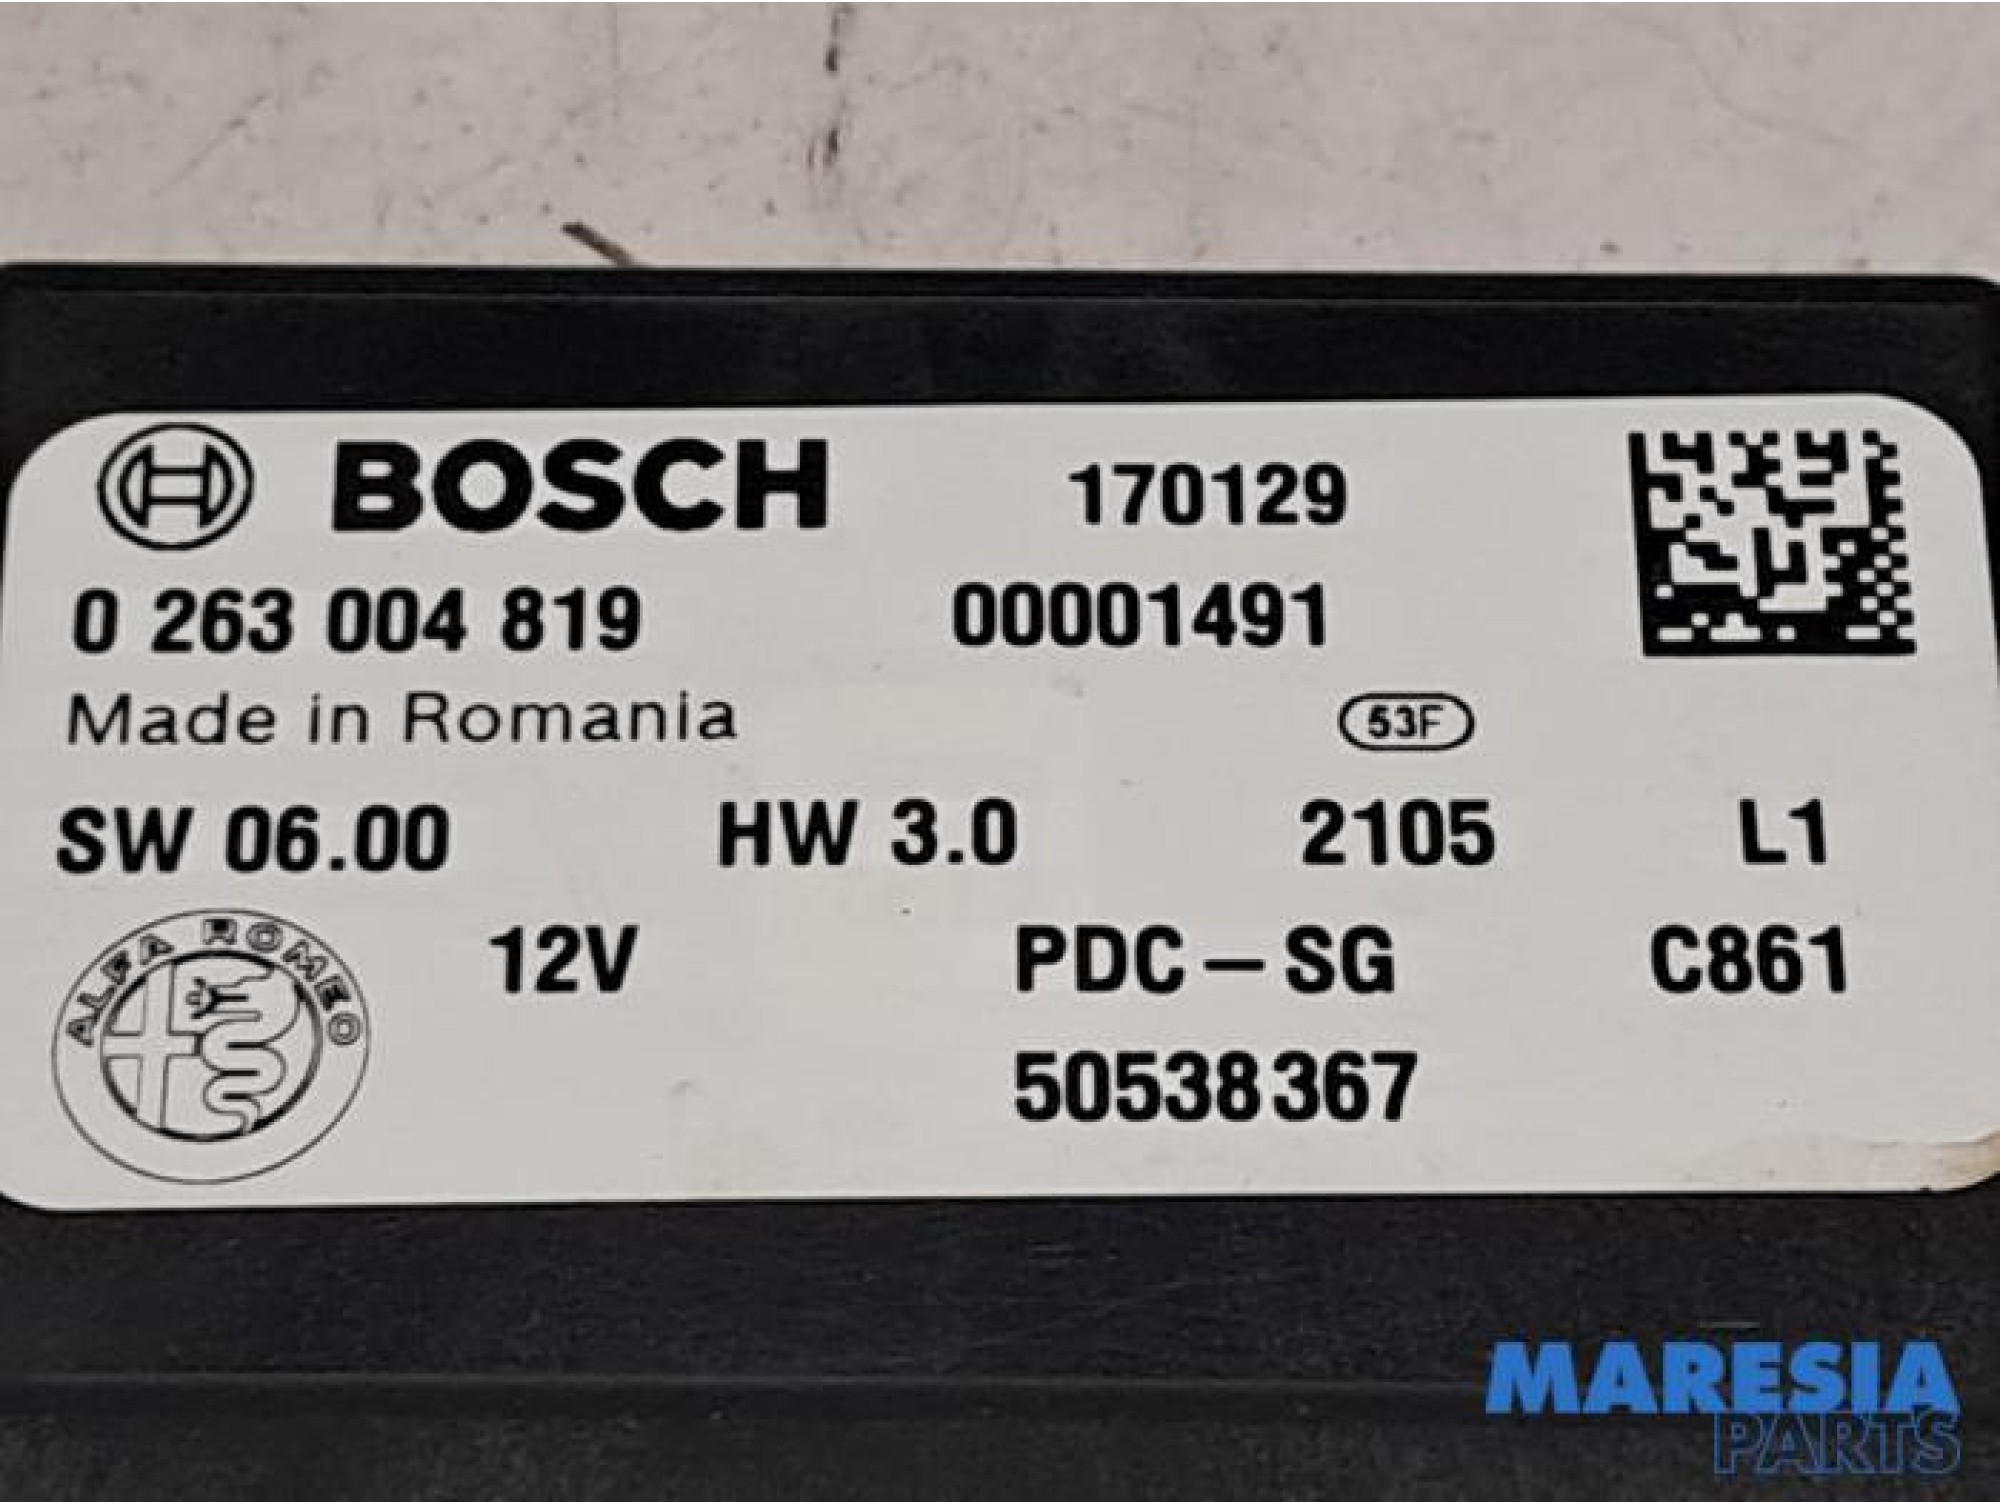 BOSCH 170129
0 263 004 819 00001491
Made in Romania 53F
SW 06.00 HW 3.0 2105 L1
ALFA ROMEO
12V PDC-SG C861
50538367
MARESIA
PARTS